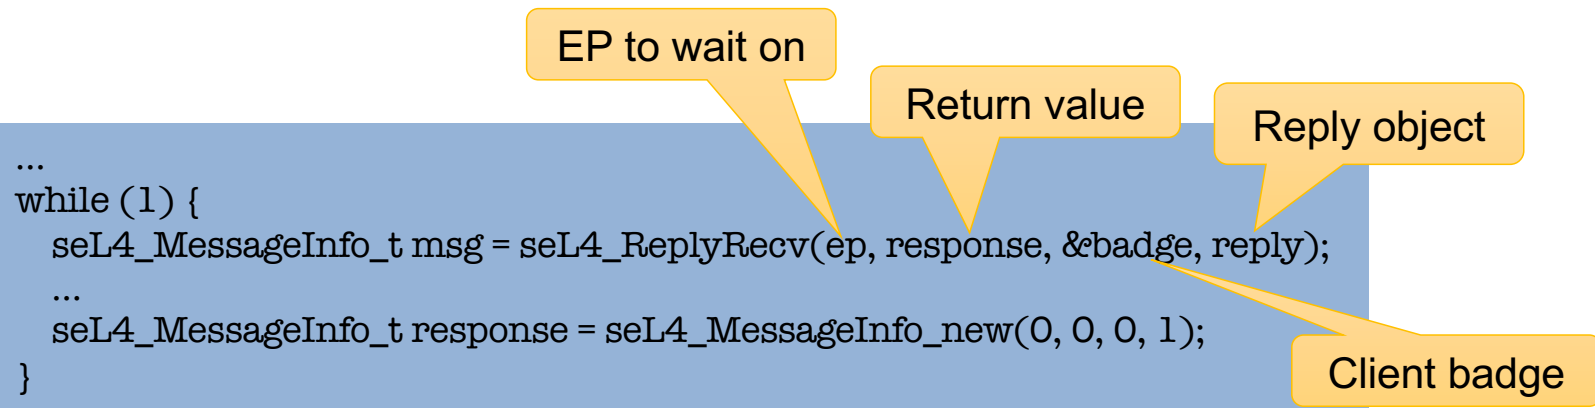 EP to wait on
Return value
Reply object
...
while (1) {
seL4_MessageInfo_t msg = seL4_ReplyRecv(ep, response, &badge, reply);
...
seL4_MessageInfo_t response = seL4_MessageInfo_new(0, 0, 0, 1);
}
Client badge